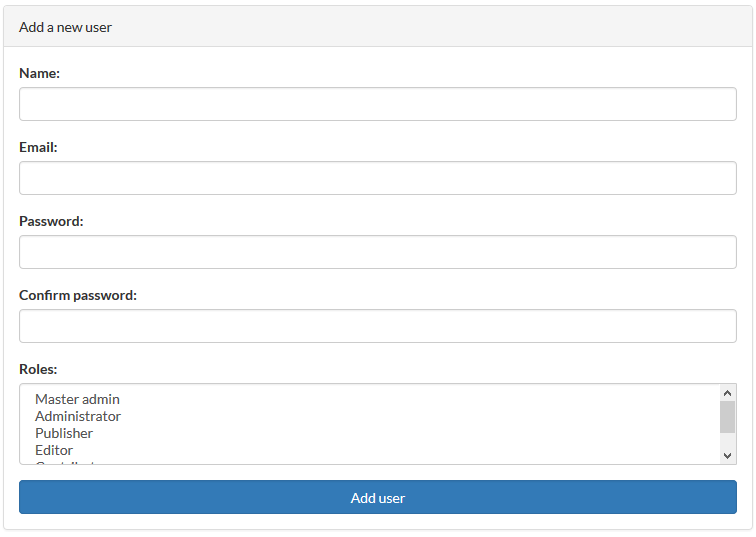 Add a new user
Name:
Email:
Password:
Confirm password:
Roles:
Master admin
Administrator
Publisher
Editor
Add user